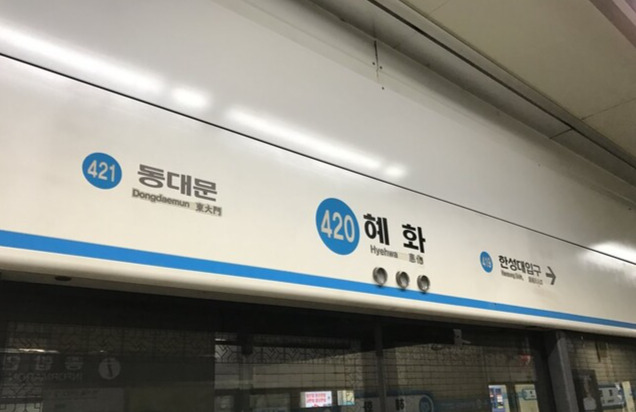 421 동대문
Dongdaemun 東大門
420 혜화
Hyehwa
한성대입구 →